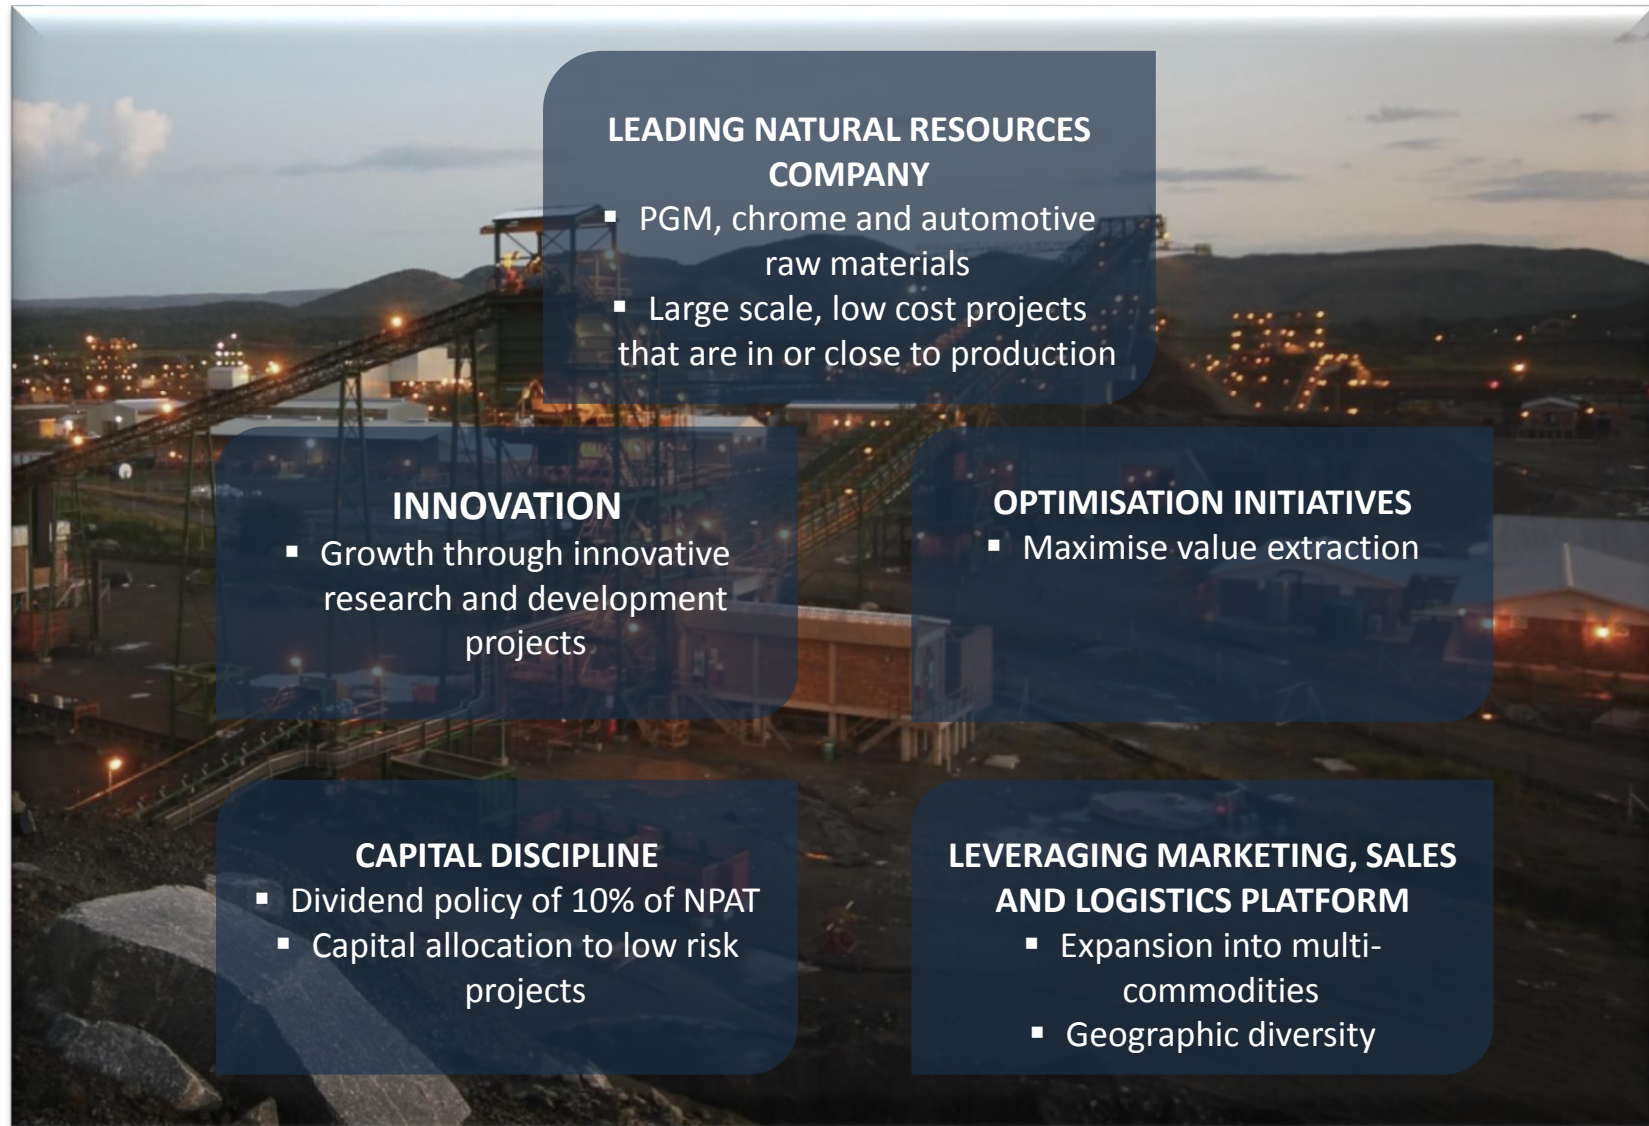 LEADING NATURAL RESOURCES
COMPANY
▪ PGM, chrome and automotive
raw materials
▪ Large scale, low cost projects
that are in or close to production
INNOVATION
▪ Growth through innovative
research and development
projects
OPTIMISATION INITIATIVES
▪ Maximise value extraction
CAPITAL DISCIPLINE
▪ Dividend policy of 10% of NPAT
▪ Capital allocation to low risk
projects
LEVERAGING MARKETING, SALES
AND LOGISTICS PLATFORM
▪ Expansion into multi-
commodities
▪ Geographic diversity